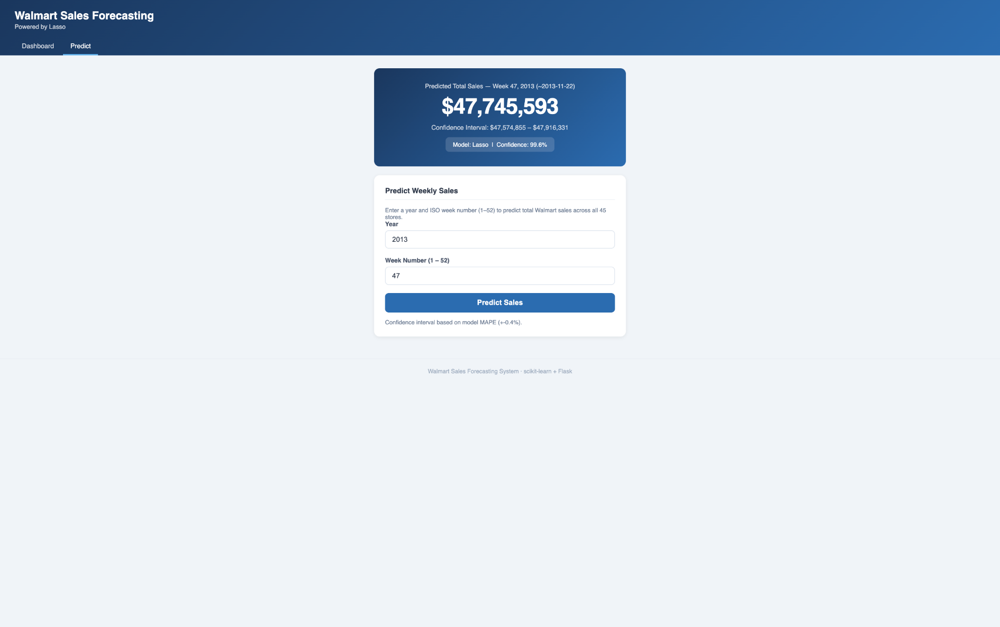 Walmart Sales Forecasting
Powered by Lasso
Dashboard
Predict
Predicted Total Sales — Week 47, 2013 (~2013-11-22)
$47,745,593
Confidence Interval: $47,574,855 – $47,916,331
Model: Lasso | Confidence: 99.6%
Predict Weekly Sales
Enter a year and ISO week number (1–52) to predict total Walmart sales across all 45
stores.
Year
2013
Week Number (1 – 52)
47
Predict Sales
Confidence interval based on model MAPE (+-0.4%).
Walmart Sales Forecasting System · scikit-learn + Flask